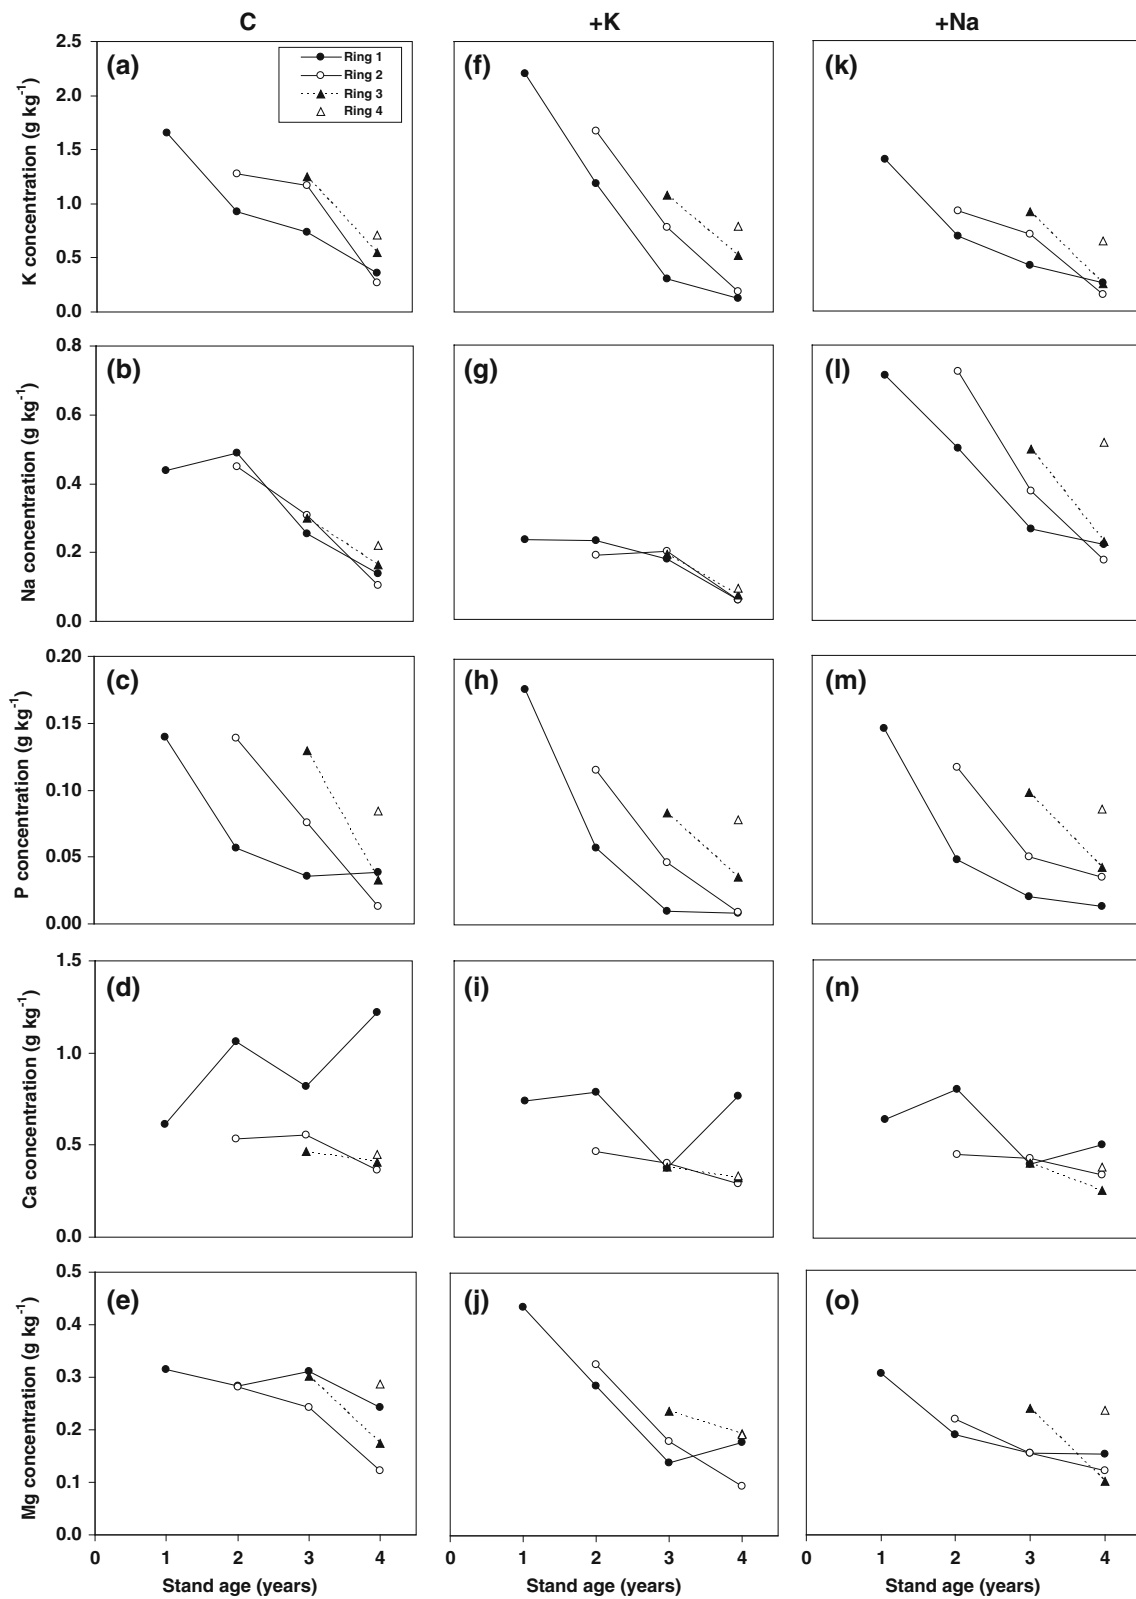 C +K +Na
(a) (f) (k)
Ring 1
Ring 2
Ring 3
Ring 4
K concentration (g kg-1)
2.5
2.0
1.5
1.0
0.5
0.0
(b) (g) (l)
Na concentration (g kg-1)
0.8
0.6
0.4
0.2
0.0
(c) (h) (m)
P concentration (g kg-1)
0.20
0.15
0.10
0.05
0.00
(d) (i) (n)
Ca concentration (g kg-1)
1.5
1.0
0.5
0.0
(e) (j) (o)
Mg concentration (g kg-1)
0.5
0.4
0.3
0.2
0.1
0.0
0 1 2 3 4 0 1 2 3 4 0 1 2 3 4
Stand age (years) Stand age (years) Stand age (years)